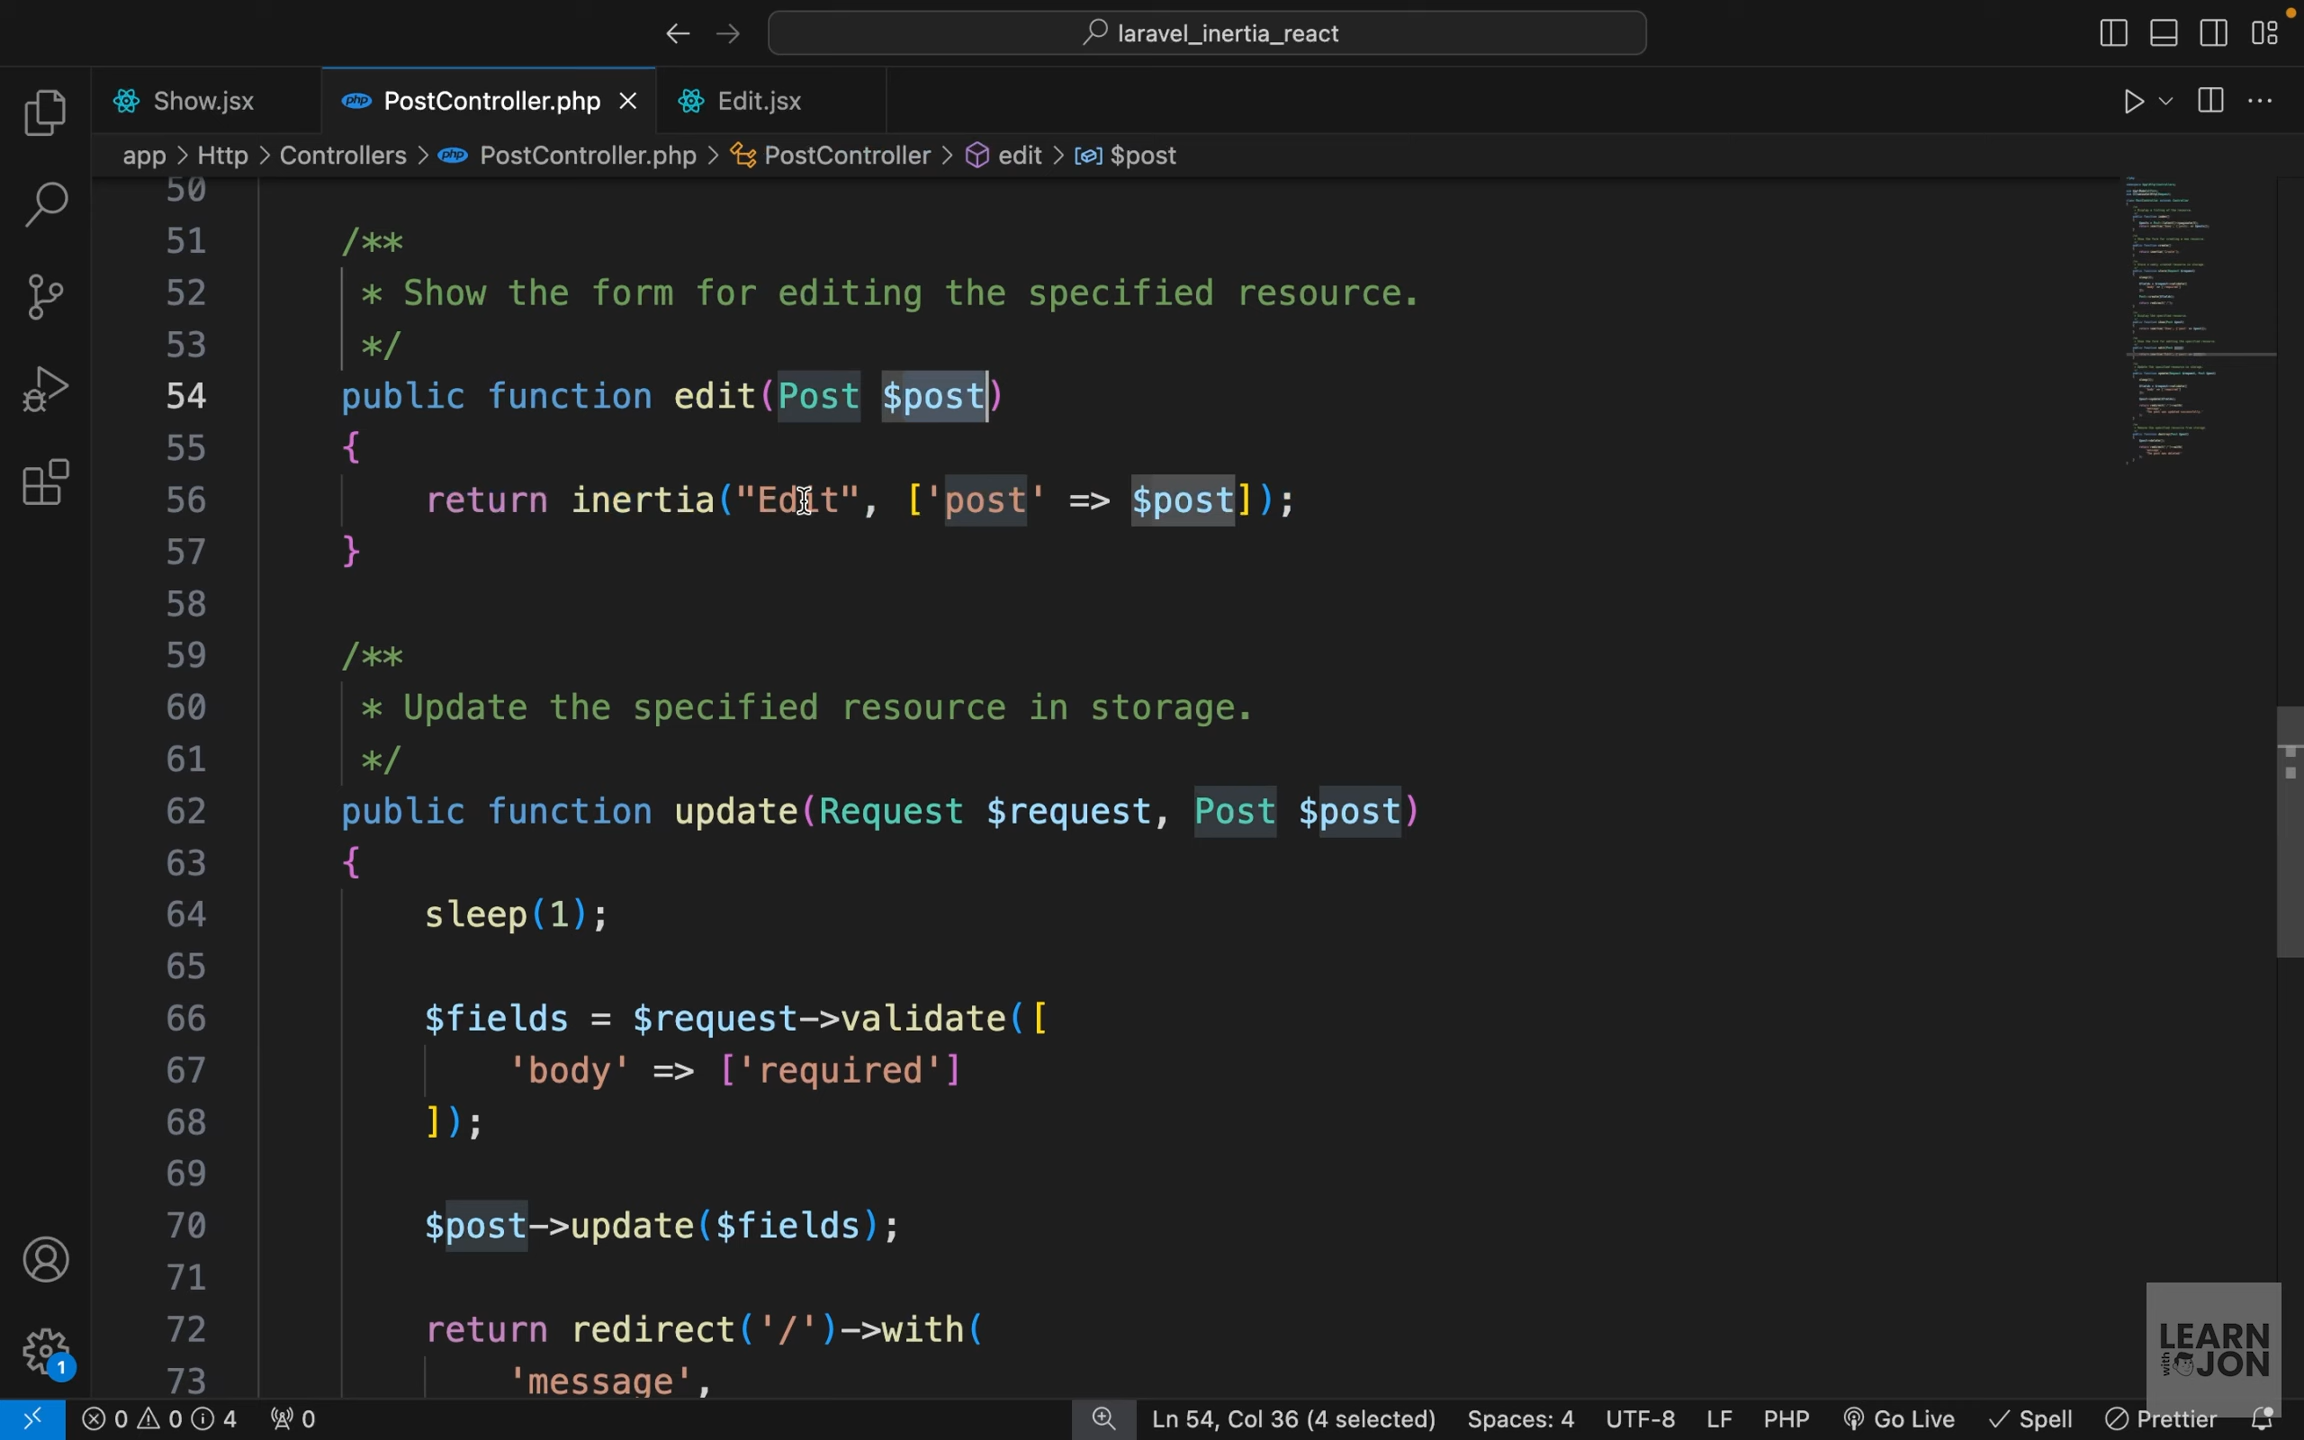 laravel_inertia_react
Show.jsx
PostController.php
Edit.jsx
app > Http > Controllers > PostController.php > PostController > edit > $post
50
51 /**
52 * Show the form for editing the specified resource.
53 */
54 public function edit(Post $post)
55 {
56 return inertia("Edit", ['post' => $post]);
57 }
58
59 /**
60 * Update the specified resource in storage.
61 */
62 public function update(Request $request, Post $post)
63 {
64 sleep(1);
65
66 $fields = $request->validate([
67 'body' => ['required']
68 ]);
69
70 $post->update($fields);
71
72 return redirect('/')->with(
73 'message',
1
LEARN
with JON
0 0 4 0 Ln 54, Col 36 (4 selected) Spaces: 4 UTF-8 LF PHP Go Live Spell Prettier